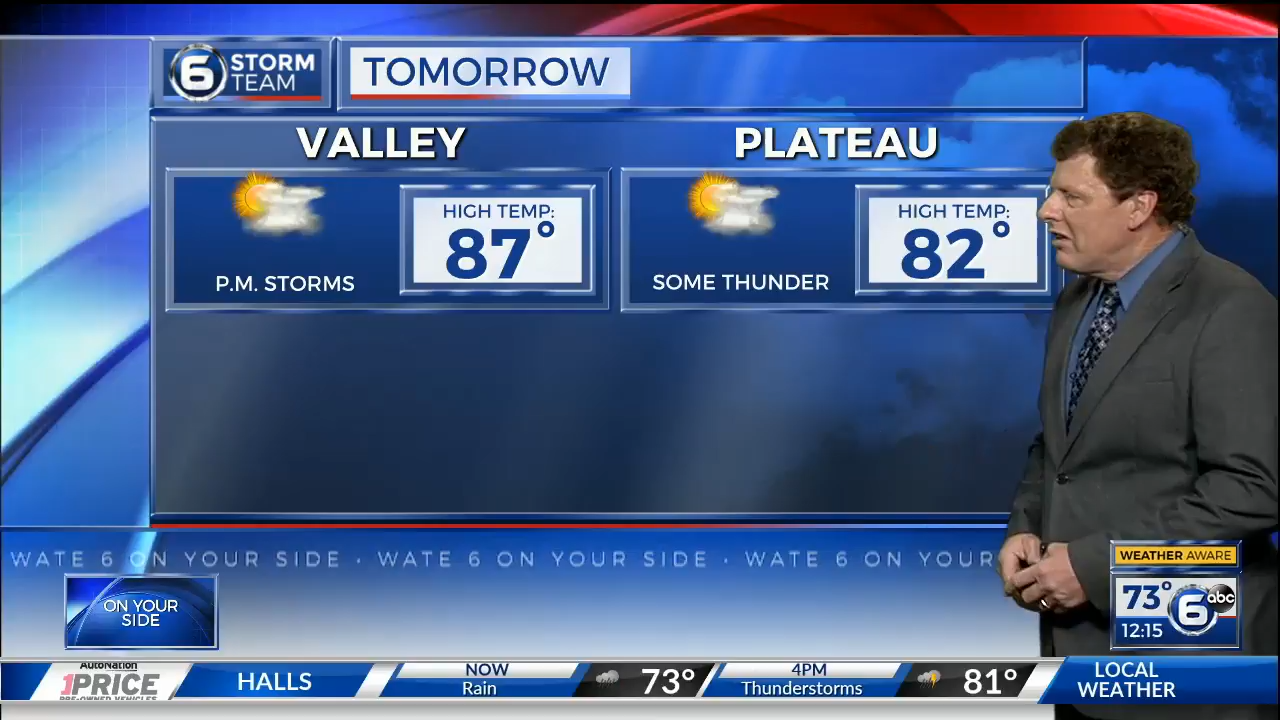 6 STORM
TEAM
TOMORROW
VALLEY
PLATEAU
P.M. STORMS
HIGH TEMP:
87°
SOME THUNDER
HIGH TEMP:
82°
WATE 6 ON YOUR SIDE · WATE 6 ON YOUR SIDE · WATE 6 ON YOUR
ON YOUR
SIDE
WEATHER AWARE
73°
6 abc
12:15
AutoNation
1PRICE
PRE-OWNED VEHICLES
HALLS
NOW
Rain
73°
4PM
Thunderstorms
81°
LOCAL
WEATHER